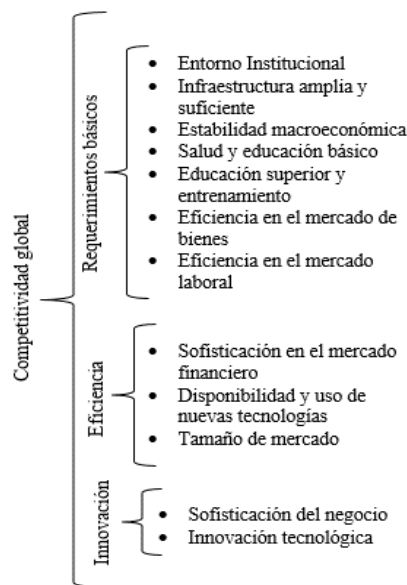 Competitividad global
Requerimientos básicos
• Entorno Institucional
• Infraestructura amplia y
suficiente
• Estabilidad macroeconómica
• Salud y educación básico
• Educación superior y
entrenamiento
• Eficiencia en el mercado de
bienes
• Eficiencia en el mercado
laboral
Eficiencia
• Sofisticación en el mercado
financiero
• Disponibilidad y uso de
nuevas tecnologías
• Tamaño de mercado
Innovación
• Sofisticación del negocio
• Innovación tecnológica